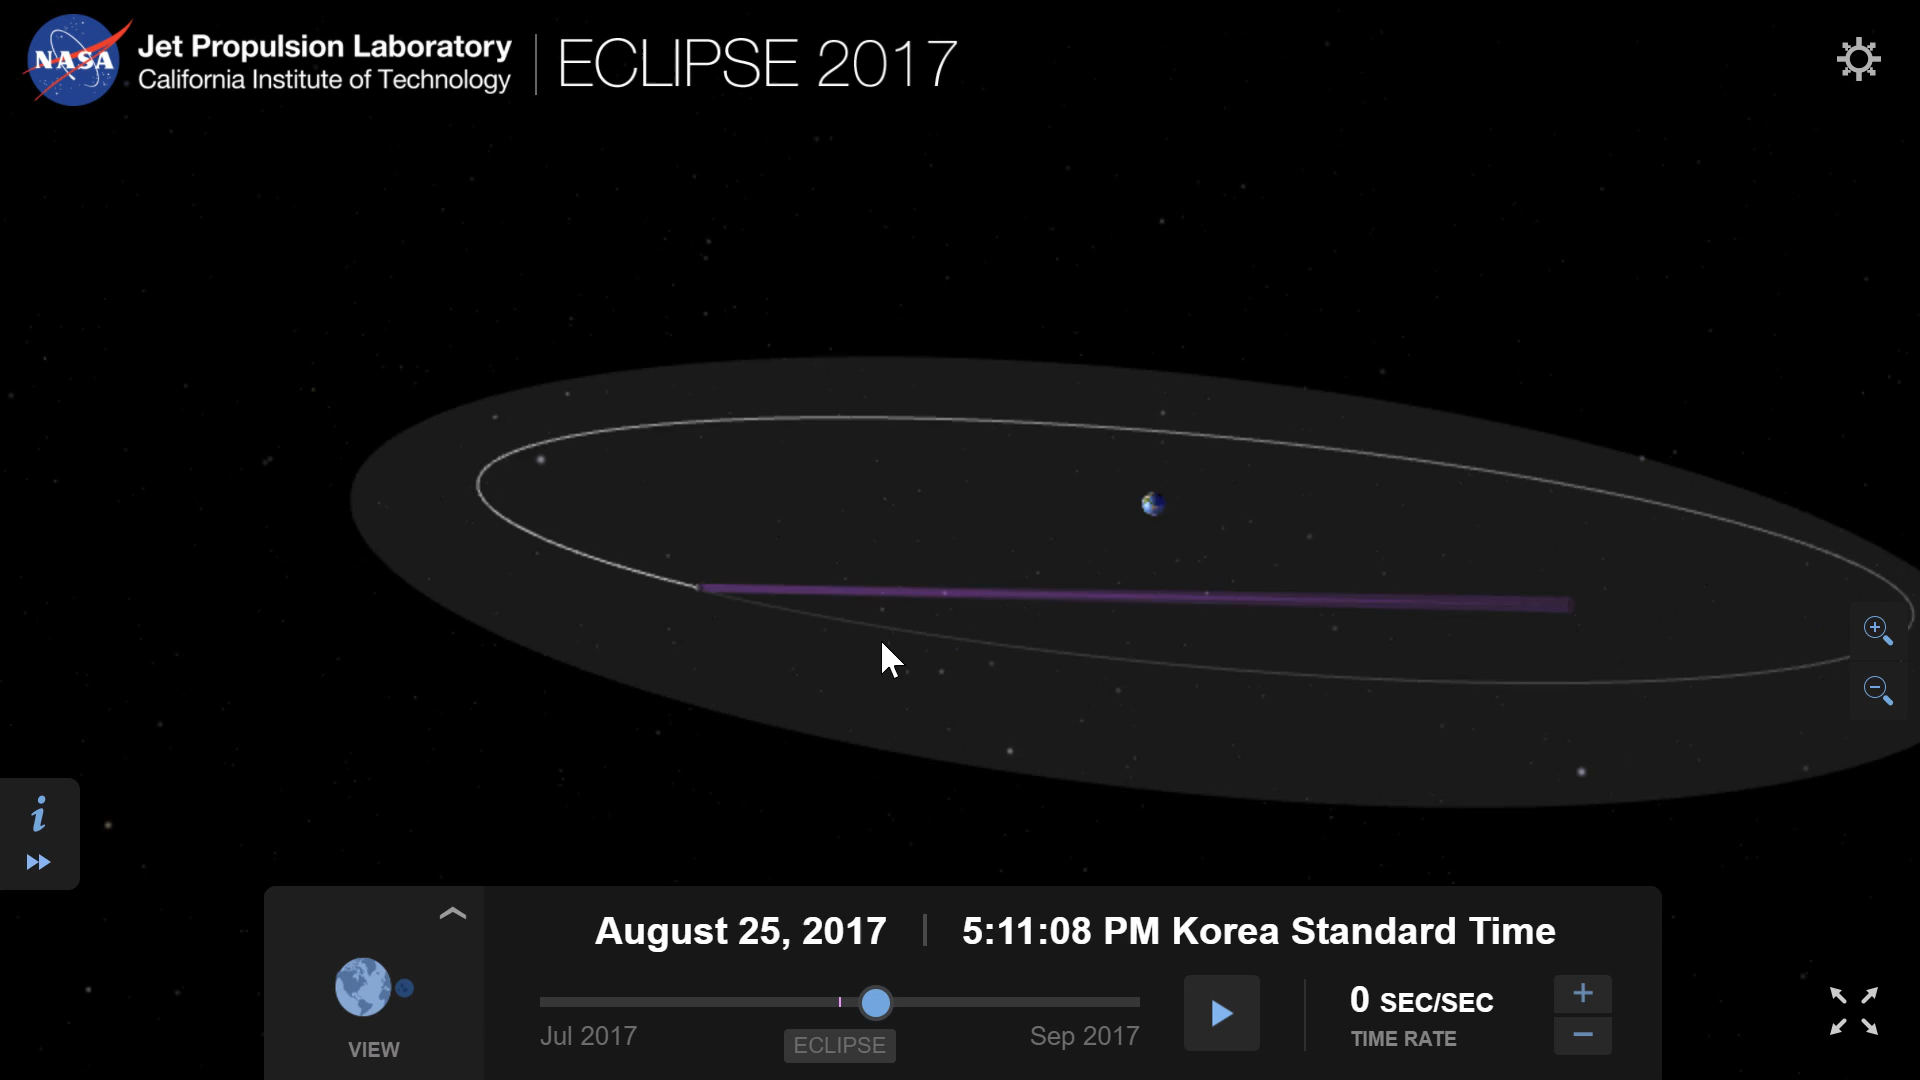 NASA
Jet Propulsion Laboratory
California Institute of Technology
ECLIPSE 2017
i
August 25, 2017
5:11:08 PM Korea Standard Time
Jul 2017
ECLIPSE
Sep 2017
0 SEC/SEC
TIME RATE
VIEW